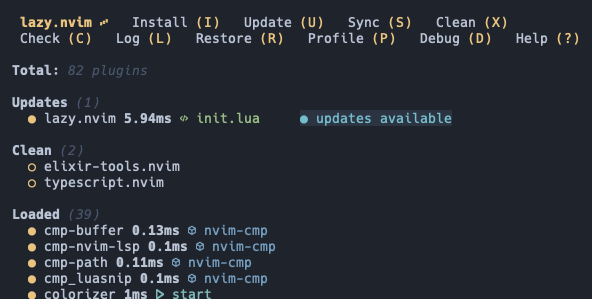 lazy.nvim Install (I) Update (U) Sync (S) Clean (X)
Check (C) Log (L) Restore (R) Profile (P) Debug (D) Help (?)
Total: 82 plugins
Updates (1)
lazy.nvim 5.94ms init.lua updates available
Clean (2)
elixir-tools.nvim
typescript.nvim
Loaded (39)
cmp-buffer 0.13ms nvim-cmp
cmp-nvim-lsp 0.1ms nvim-cmp
cmp-path 0.11ms nvim-cmp
cmp_luasnip 0.1ms nvim-cmp
colorizer 1ms start